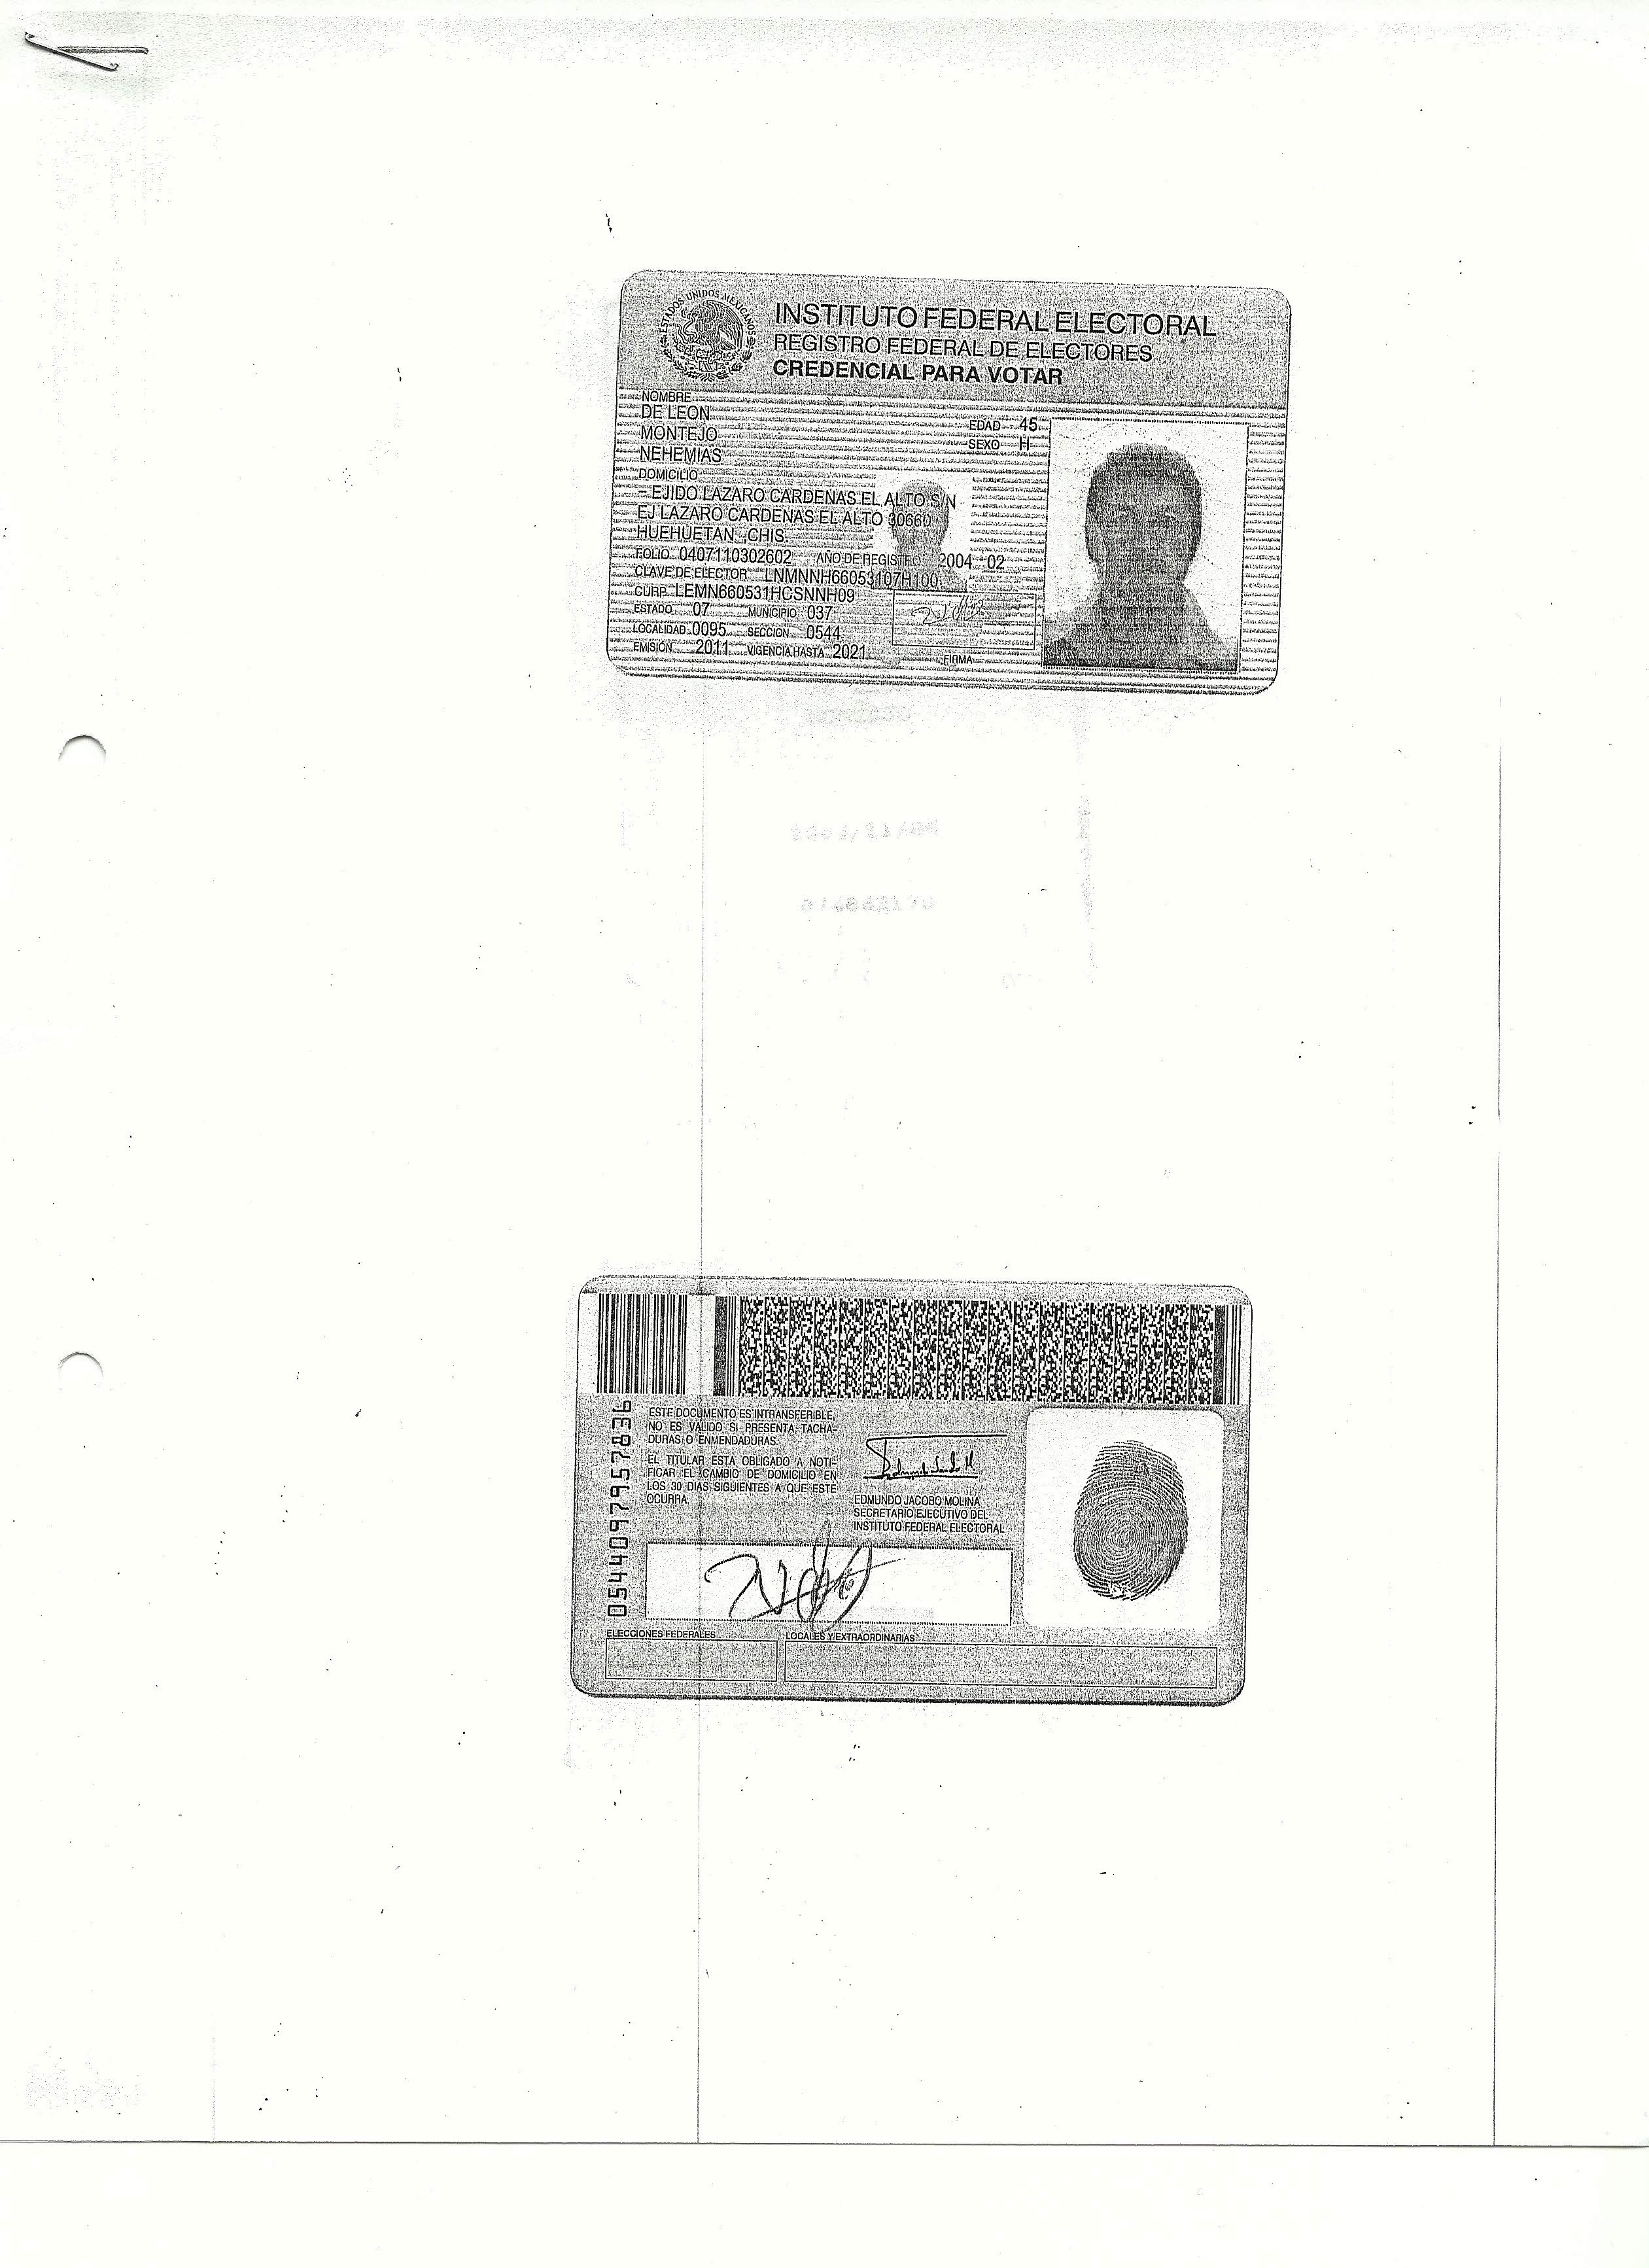 ESTADOS UNIDOS MEXICANOS
INSTITUTO FEDERAL ELECTORAL
REGISTRO FEDERAL DE ELECTORES
CREDENCIAL PARA VOTAR
NOMBRE
DE LEON
MONTEJO
NEHEMIAS
EDAD 45
SEXO H
DOMICILIO
EJIDO LAZARO CARDENAS EL ALTO S/N
EJ LAZARO CARDENAS EL ALTO 30660
HUEHUETAN ,CHIS.
FOLIO 0407110302602 AÑO DE REGISTRO 2004 02
CLAVE DE ELECTOR LNMNNH66053107H100
CURP LEMN660531HCSNNH09
ESTADO 07 MUNICIPIO 037
LOCALIDAD 0095 SECCION 0544
EMISION 2011 VIGENCIA HASTA 2021
FIRMA
0544097957836
ESTE DOCUMENTO ES INTRANSFERIBLE,
NO ES VALIDO SI PRESENTA TACHA-
DURAS O ENMENDADURAS.
EL TITULAR ESTA OBLIGADO A NOTI-
FICAR EL CAMBIO DE DOMICILIO EN
LOS 30 DIAS SIGUIENTES A QUE ESTE
OCURRA.
EDMUNDO JACOBO MOLINA
SECRETARIO EJECUTIVO DEL
INSTITUTO FEDERAL ELECTORAL
ELECCIONES FEDERALES
LOCALES Y EXTRAORDINARIAS